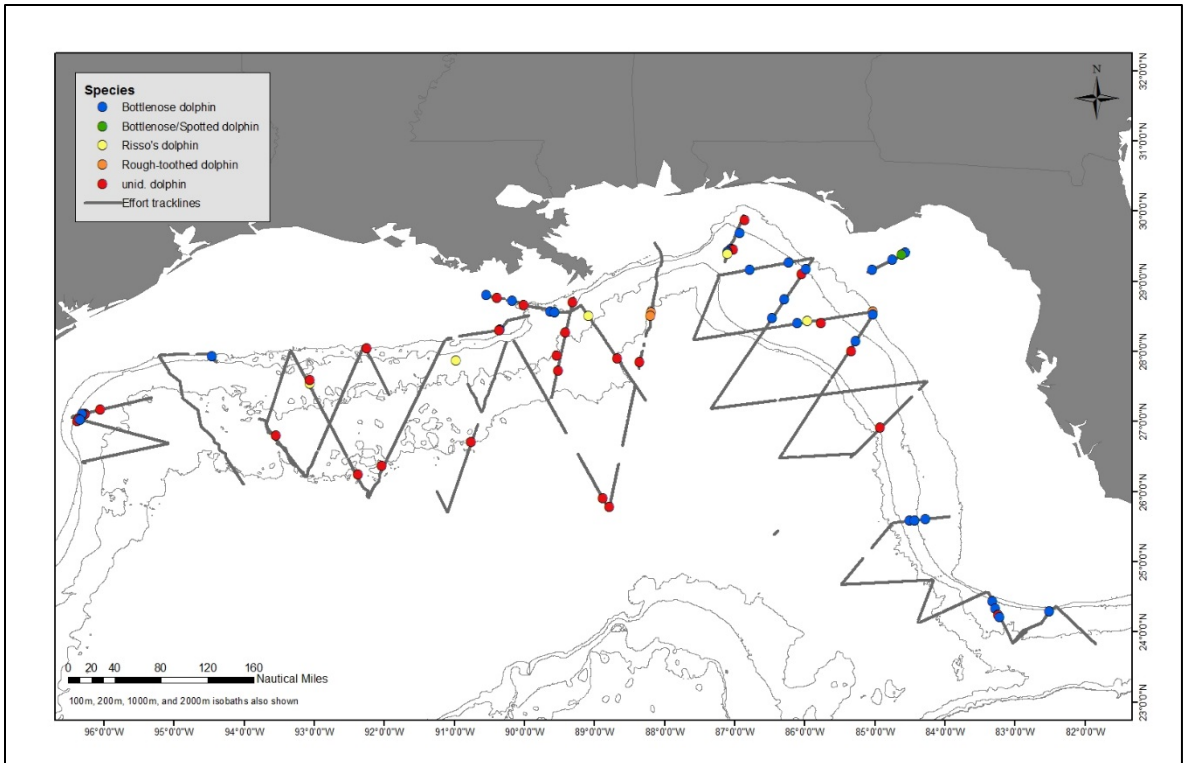 Species
Bottlenose dolphin
Bottlenose/Spotted dolphin
Risso's dolphin
Rough-toothed dolphin
unid. dolphin
Effort tracklines
N
32°0'0"N
31°0'0"N
30°0'0"N
29°0'0"N
28°0'0"N
27°0'0"N
26°0'0"N
25°0'0"N
24°0'0"N
23°0'0"N
0 20 40 80 120 160
Nautical Miles
100m, 200m, 1000m, and 2000m isobaths also shown
96°0'0"W 95°0'0"W 94°0'0"W 93°0'0"W 92°0'0"W 91°0'0"W 90°0'0"W 89°0'0"W 88°0'0"W 87°0'0"W 86°0'0"W 85°0'0"W 84°0'0"W 83°0'0"W 82°0'0"W